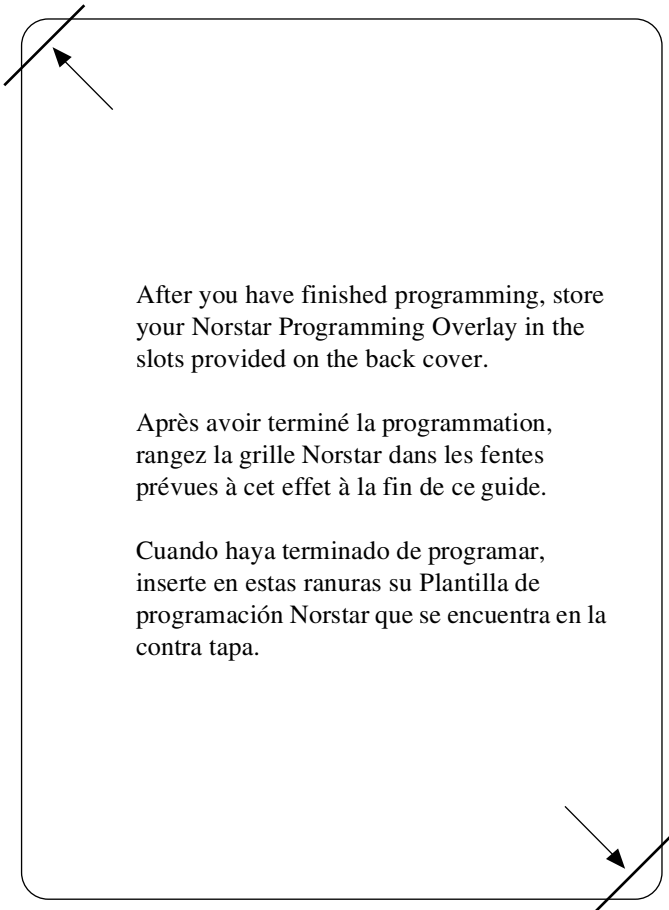 After you have finished programming, store
your Norstar Programming Overlay in the
slots provided on the back cover.
Après avoir terminé la programmation,
rangez la grille Norstar dans les fentes
prévues à cet effet à la fin de ce guide.
Cuando haya terminado de programar,
inserte en estas ranuras su Plantilla de
programación Norstar que se encuentra en la
contra tapa.